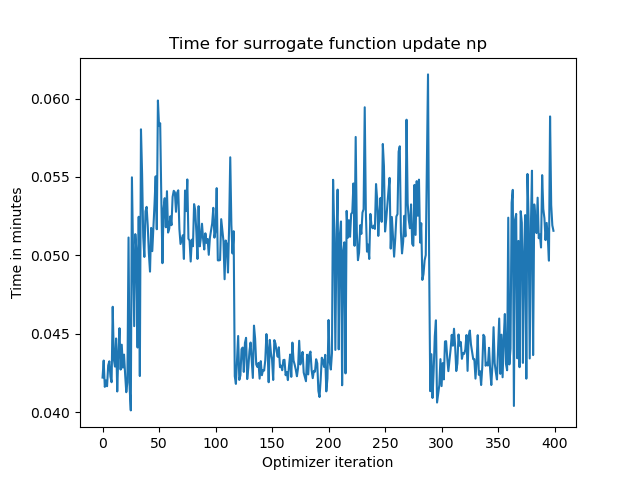 Time for surrogate function update np
Time in minutes
0.060
0.055
0.050
0.045
0.040
0 50 100 150 200 250 300 350 400
Optimizer iteration